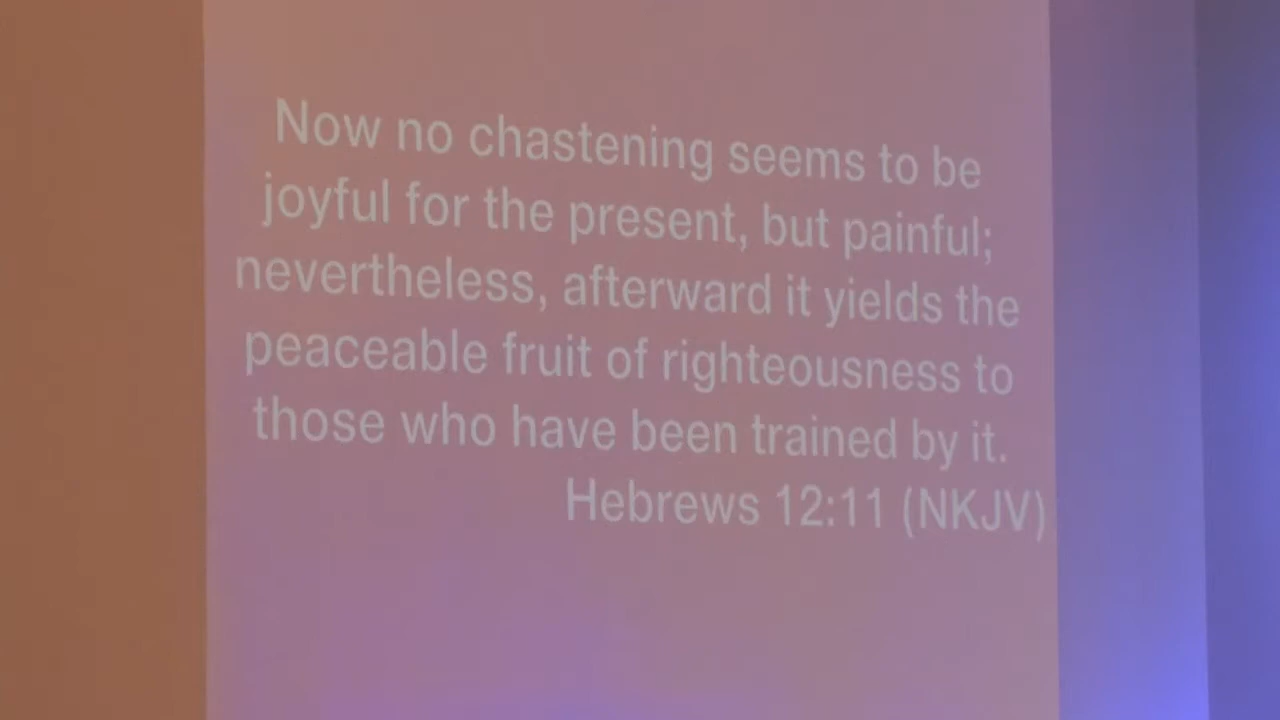 Now no chastening seems to be
joyful for the present, but painful;
nevertheless, afterward it yields the
peaceable fruit of righteousness to
those who have been trained by it.
Hebrews 12:11 (NKJV)